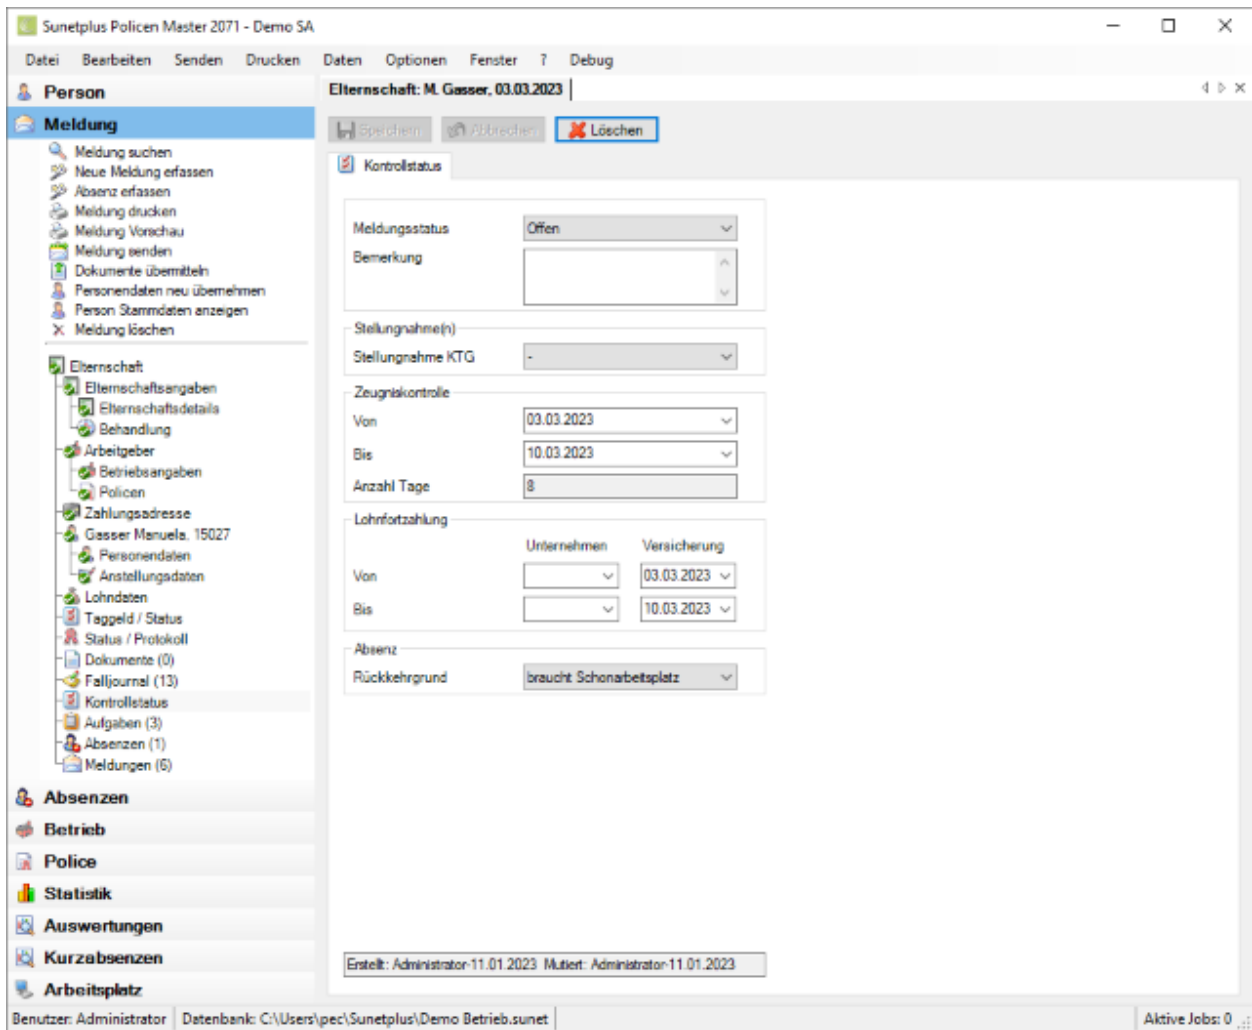 Sunetplus Policen Master 2071 - Demo SA
Datei Bearbeiten Senden Drucken Daten Optionen Fenster ? Debug
Person
Meldung
Meldung suchen
Neue Meldung erfassen
Absenz erfassen
Meldung drucken
Meldung Vorschau
Meldung senden
Dokumente übermitteln
Personendaten neu übernehmen
Person Stammdaten anzeigen
Meldung löschen
Elternschaft
Elternschaftsangaben
Elternschaftsdetails
Behandlung
Arbeitgeber
Betriebsangaben
Policen
Zahlungsadresse
Gasser Manuela, 15027
Personendaten
Anstellungsdaten
Lohndaten
Taggeld / Status
Status / Protokoll
Dokumente (0)
Falljournal (13)
Kontrollstatus
Aufgaben (3)
Absenzen (1)
Meldungen (6)
Absenzen
Betrieb
Police
Statistik
Auswertungen
Kurzabsenzen
Arbeitsplatz
Elternschaft: M. Gasser, 03.03.2023
Speichern Abbrechen Löschen
Kontrollstatus
Meldungsstatus Offen
Bemerkung
Stellungnahme(n)
Stellungnahme KTG -
Zeugniskontrolle
Von 03.03.2023
Bis 10.03.2023
Anzahl Tage 8
Lohnfortzahlung
Unternehmen Versicherung
Von 03.03.2023
Bis 10.03.2023
Absenz
Rückkehrgrund braucht Schonarbeitsplatz
Erstellt: Administrator-11.01.2023 Mutiert: Administrator-11.01.2023
Benutzer: Administrator Datenbank: C:\Users\pec\Sunetplus\Demo Betrieb.sunet Aktive Jobs: 0